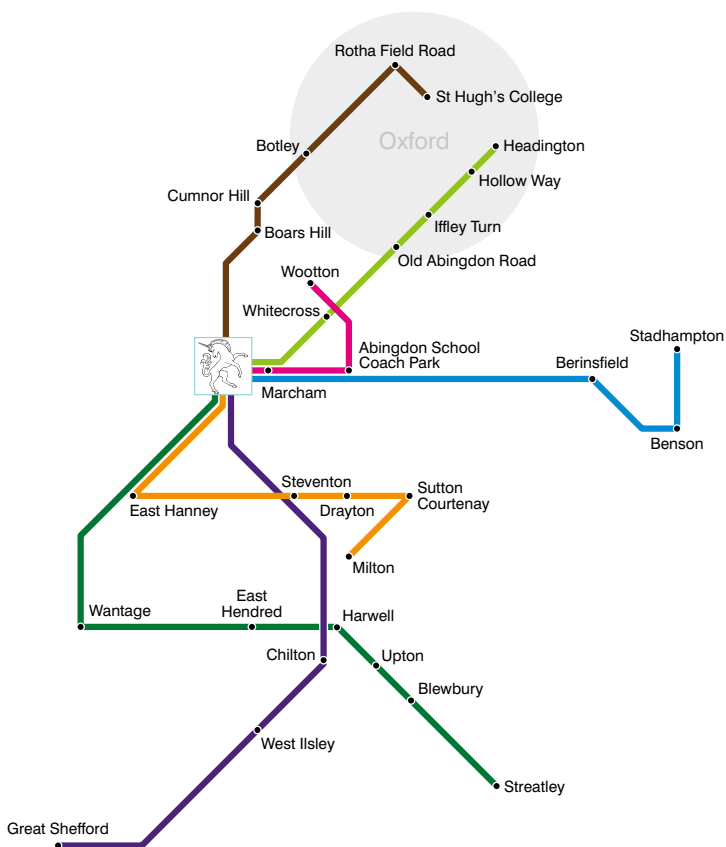 Rotha Field Road
St Hugh's College
Oxford
Botley
Headington
Hollow Way
Cumnor Hill
Iffley Turn
Boars Hill
Old Abingdon Road
Wootton
Whitecross
Stadhampton
Abingdon School
Coach Park
Berinsfield
Marcham
Benson
Steventon
Sutton
Courtenay
East Hanney
Drayton
Milton
East
Hendred
Wantage
Harwell
Chilton
Upton
Blewbury
West Ilsley
Streatley
Great Shefford